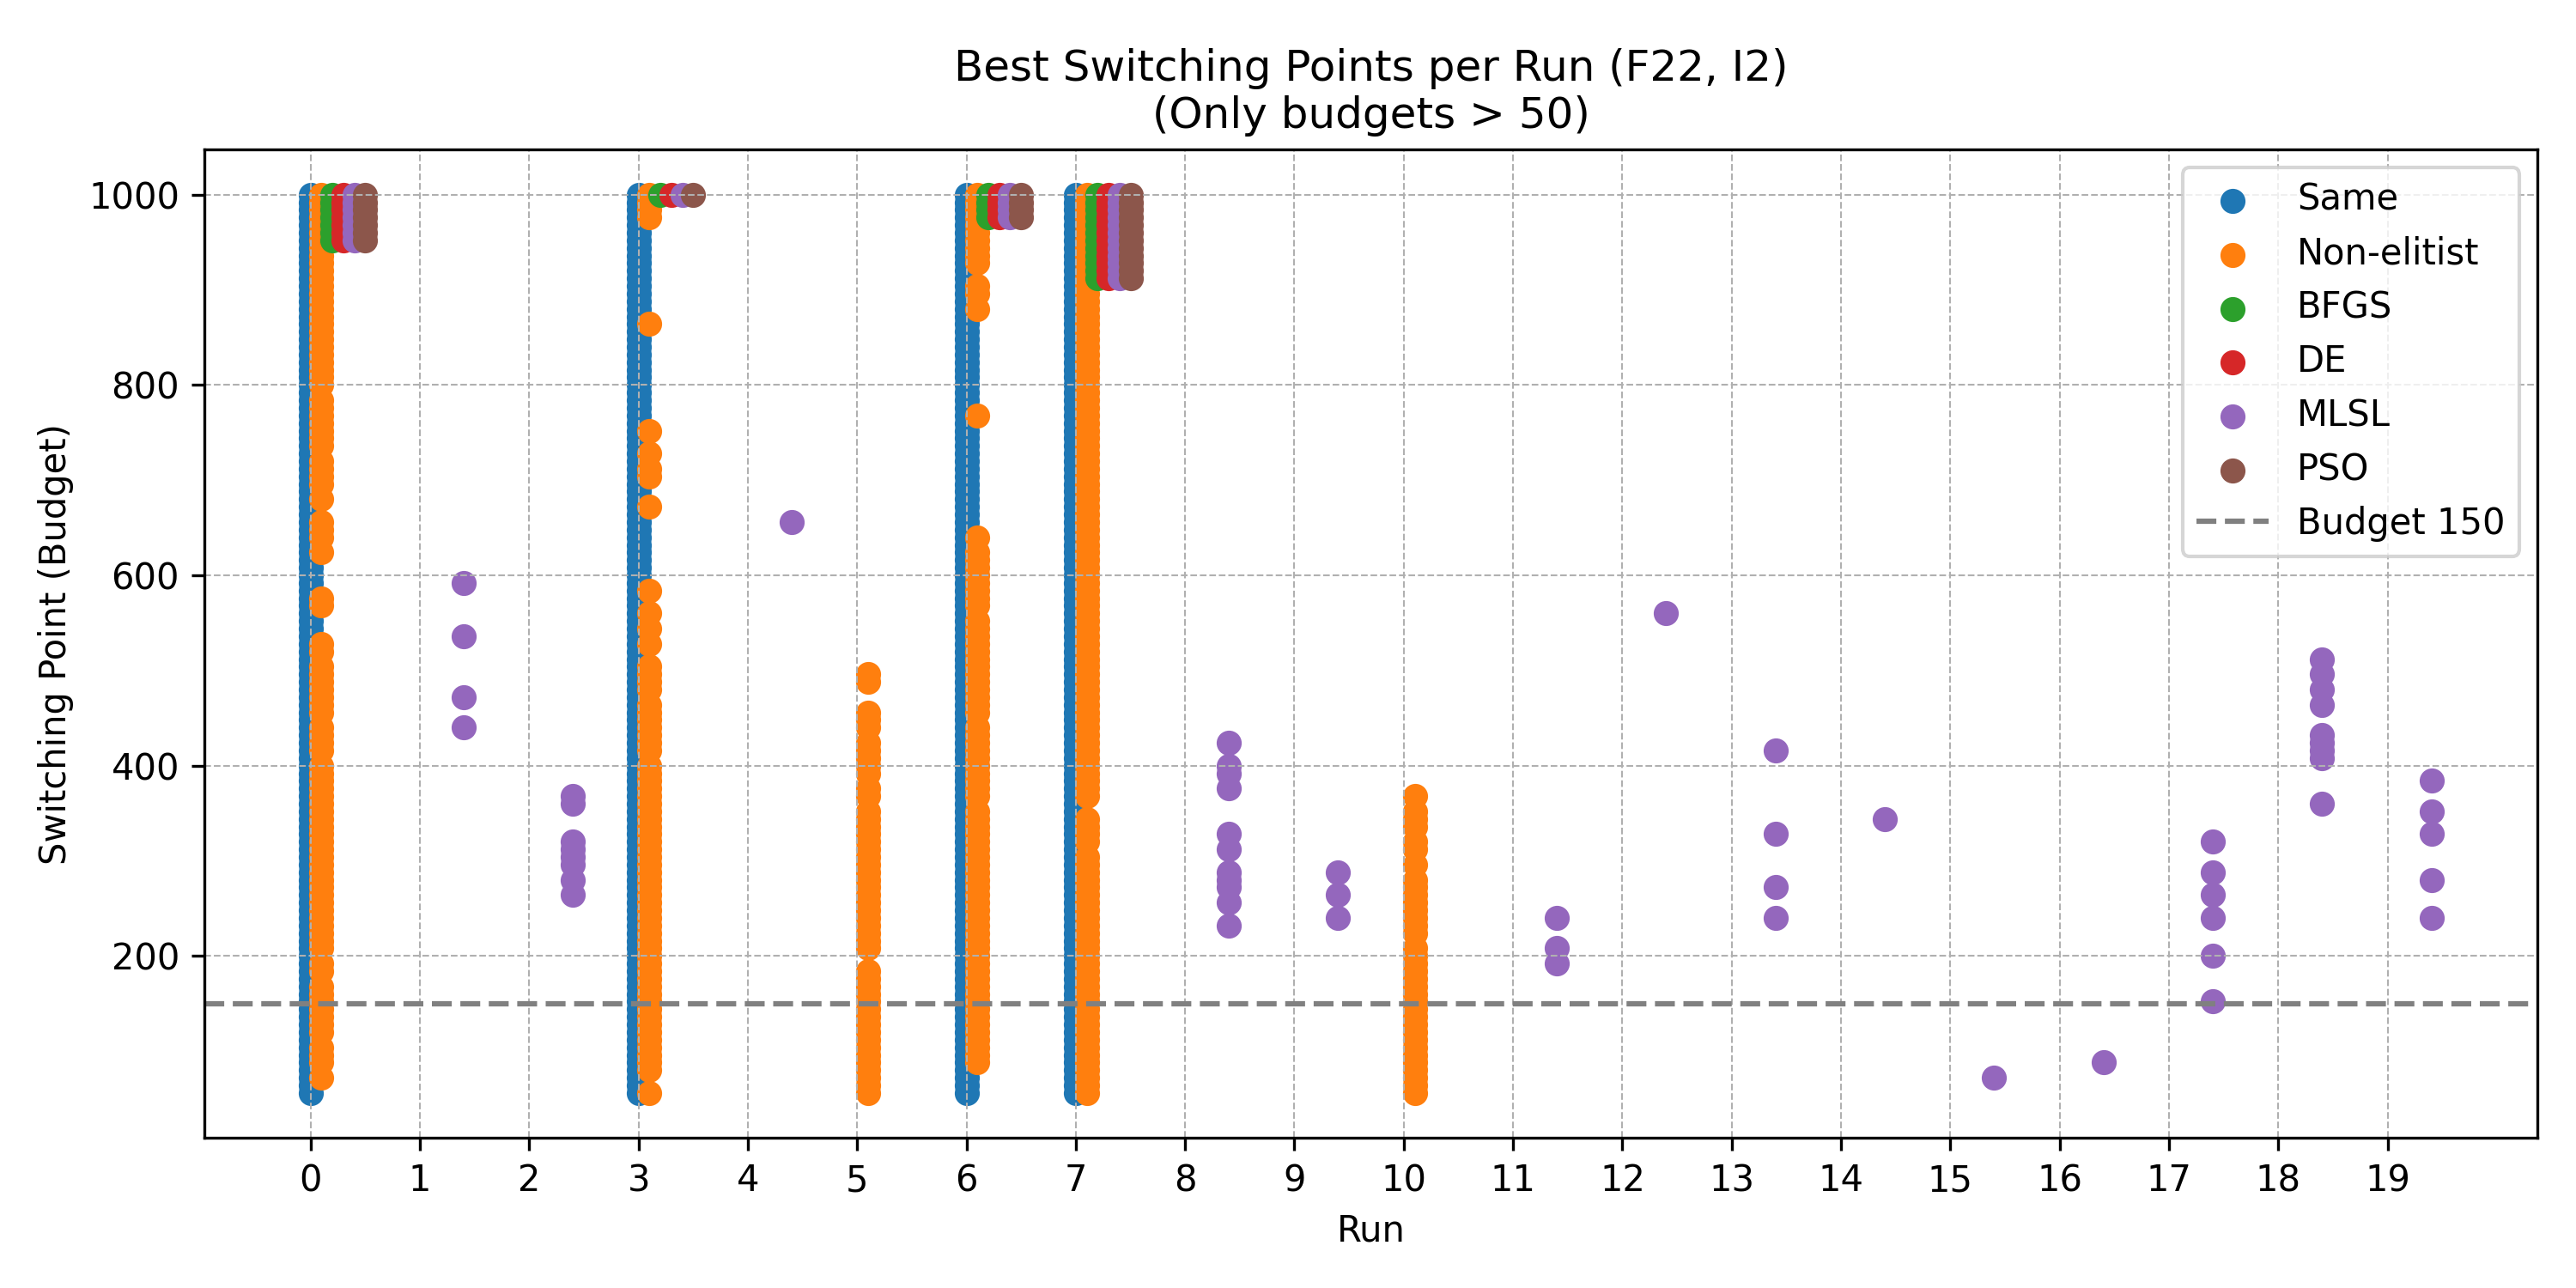 Best Switching Points per Run (F22, I2)
(Only budgets > 50)
Switching Point (Budget)
1000
800
600
400
200
Same
Non-elitist
BFGS
DE
MLSL
PSO
Budget 150
0 1 2 3 4 5 6 7 8 9 10 11 12 13 14 15 16 17 18 19
Run